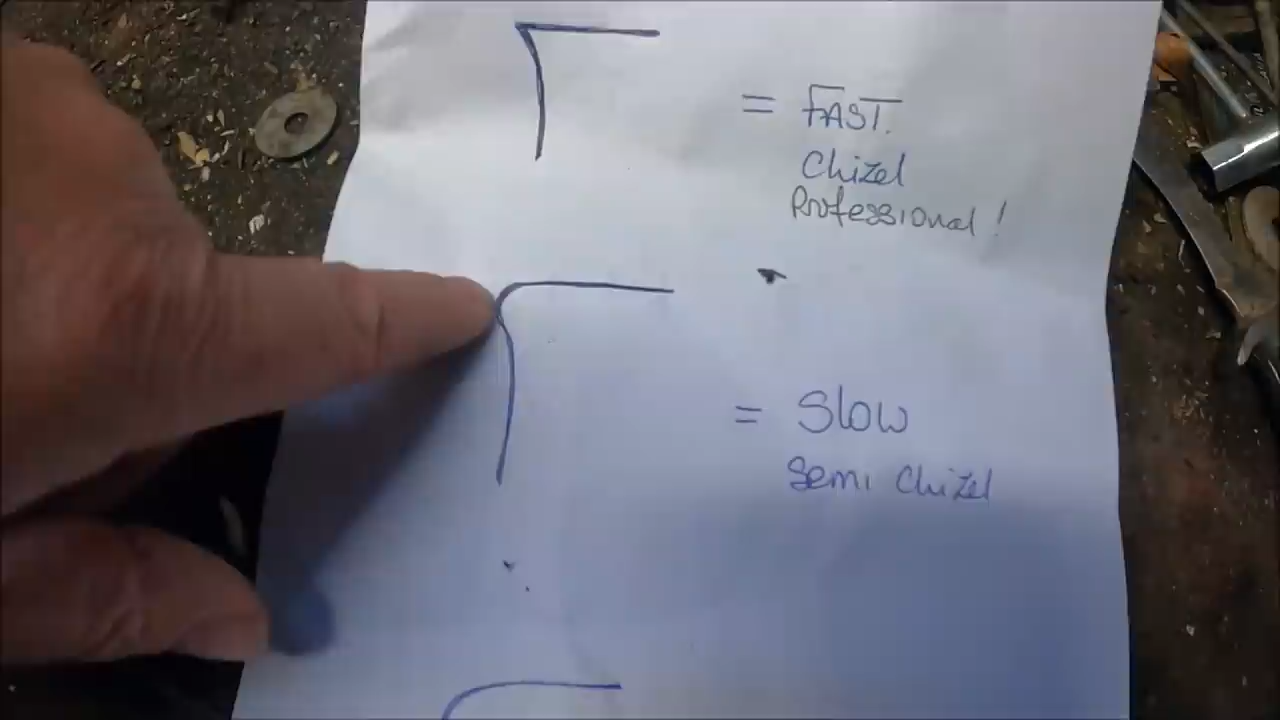 = FAST.
Chizel
Professional!
= Slow
Semi Chizel